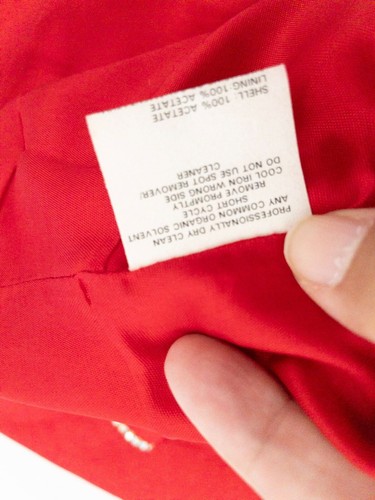 PROFESSIONALLY DRY CLEAN
ANY COMMON ORGANIC SOLVENT
SHORT CYCLE
REMOVE PROMPTLY
COOL IRON WRONG SIDE
DO NOT USE SPOT REMOVER/
CLEANER
SHELL: 100% ACETATE
LINING:100% ACETATE